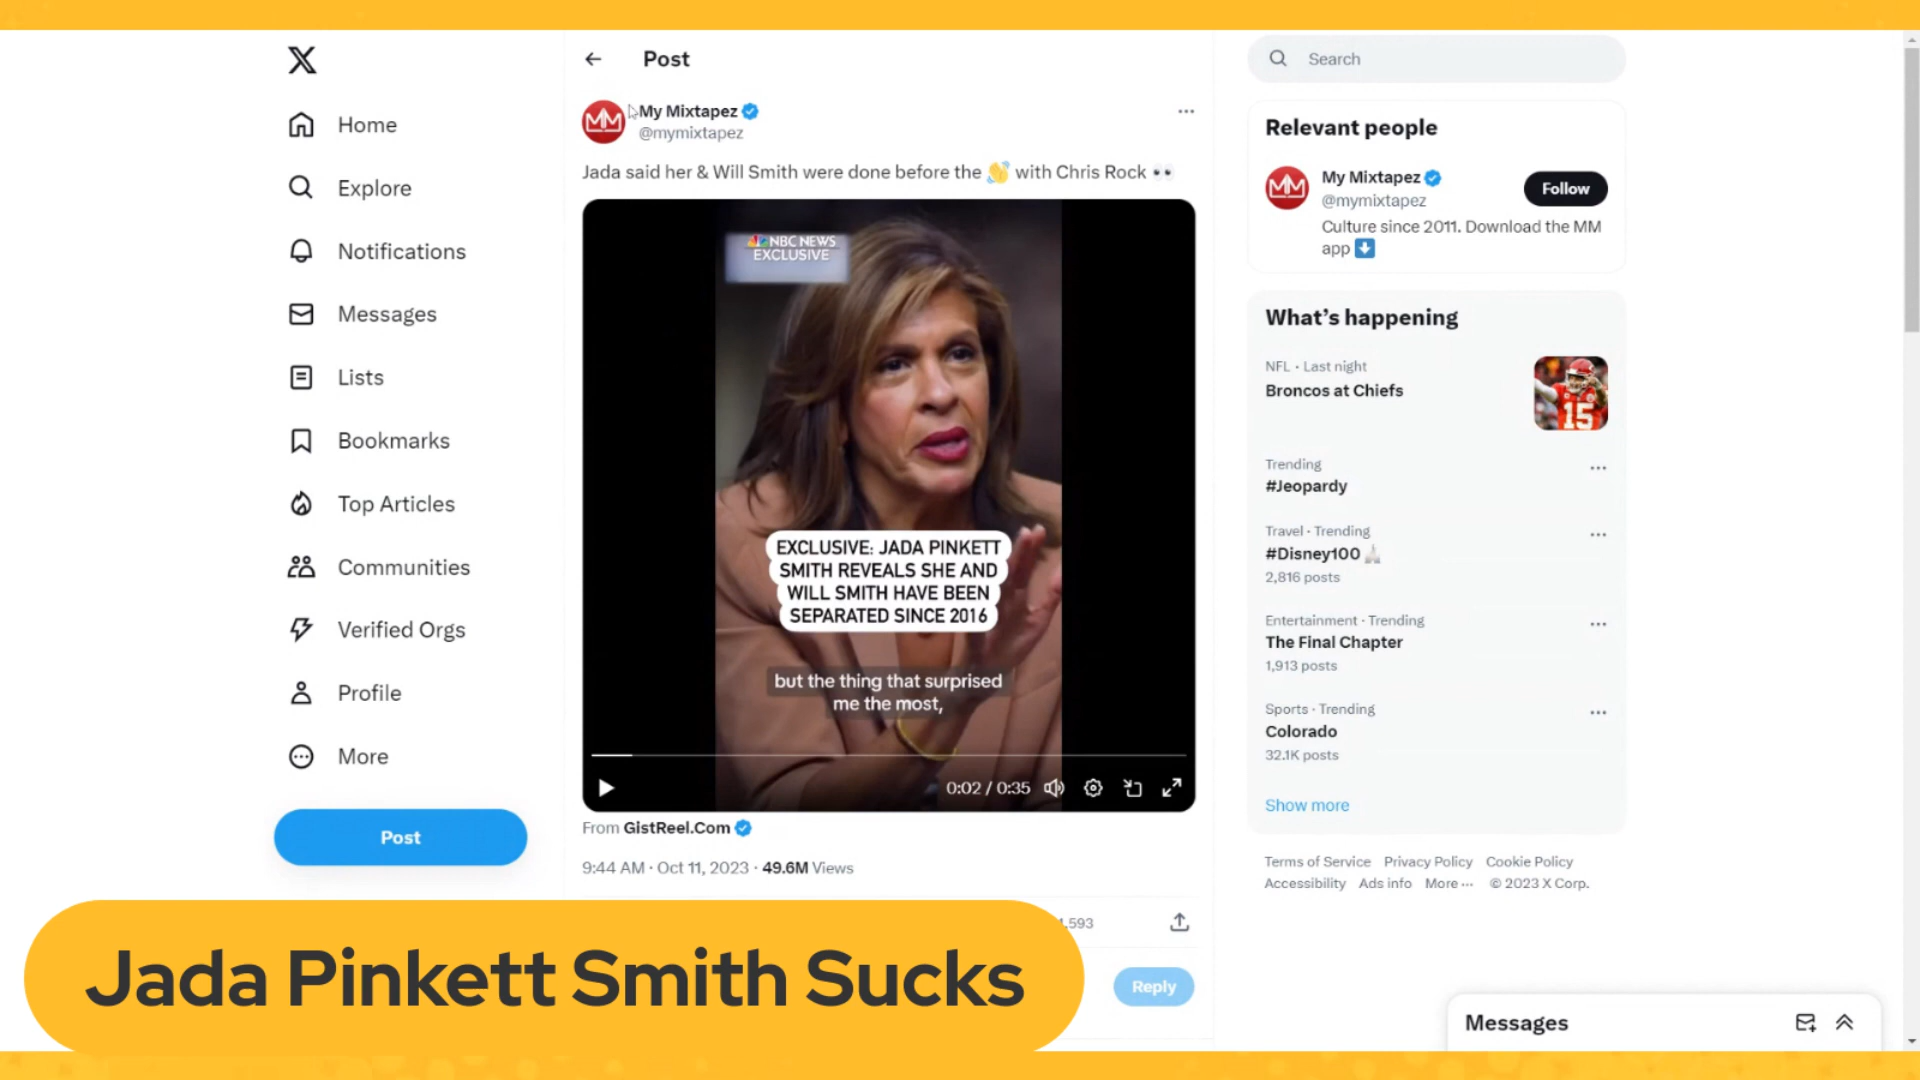 Home
Explore
Notifications
Messages
Lists
Bookmarks
Top Articles
Communities
Verified Orgs
Profile
More
Post
Post
My Mixtapez
@mymixtapez
Jada said her & Will Smith were done before the 👋 with Chris Rock 👀
NBC NEWS
EXCLUSIVE
EXCLUSIVE: JADA PINKETT
SMITH REVEALS SHE AND
WILL SMITH HAVE BEEN
SEPARATED SINCE 2016
but the thing that surprised
me the most,
0:02 / 0:35
From GistReel.Com
9:44 AM · Oct 11, 2023 · 49.6M Views
Reply
Search
Relevant people
My Mixtapez
@mymixtapez
Follow
Culture since 2011. Download the MM
app ⬇️
What's happening
NFL · Last night
Broncos at Chiefs
15
Trending
#Jeopardy
Travel · Trending
#Disney100
2,816 posts
Entertainment · Trending
The Final Chapter
1,913 posts
Sports · Trending
Colorado
32.1K posts
Show more
Terms of Service Privacy Policy Cookie Policy
Accessibility Ads info More ··· © 2023 X Corp.
Messages
Jada Pinkett Smith Sucks